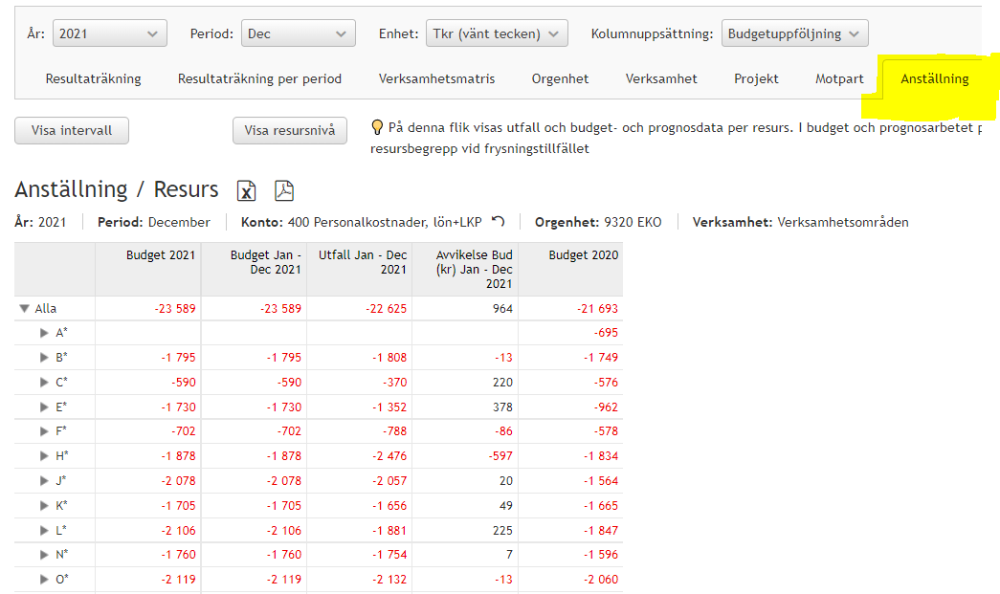 År: 2021 Period: Dec Enhet: Tkr (vänt tecken) Kolumnuppsättning: Budgetuppföljning
Resultaträkning Resultaträkning per period Verksamhetsmatris Orgenhet Verksamhet Projekt Motpart Anställning
Visa intervall Visa resursnivå På denna flik visas utfall och budget- och prognosdata per resurs. I budget och prognosarbetet
resursbegrepp vid frysningstillfället
Anställning / Resurs
År: 2021 Period: December Konto: 400 Personalkostnader, lön+LKP Orgenhet: 9320 EKO Verksamhet: Verksamhetsområden
Budget 2021 Budget Jan - Dec 2021 Utfall Jan - Dec 2021 Avvikelse Bud (kr) Jan - Dec 2021 Budget 2020
Alla -23 589 -23 589 -22 625 964 -21 693
A* -695
B* -1 795 -1 795 -1 808 -13 -1 749
C* -590 -590 -370 220 -576
E* -1 730 -1 730 -1 352 378 -962
F* -702 -702 -788 -86 -578
H* -1 878 -1 878 -2 476 -597 -1 834
J* -2 078 -2 078 -2 057 20 -1 564
K* -1 705 -1 705 -1 656 49 -1 665
L* -2 106 -2 106 -1 881 225 -1 847
N* -1 760 -1 760 -1 754 7 -1 596
O* -2 119 -2 119 -2 132 -13 -2 060